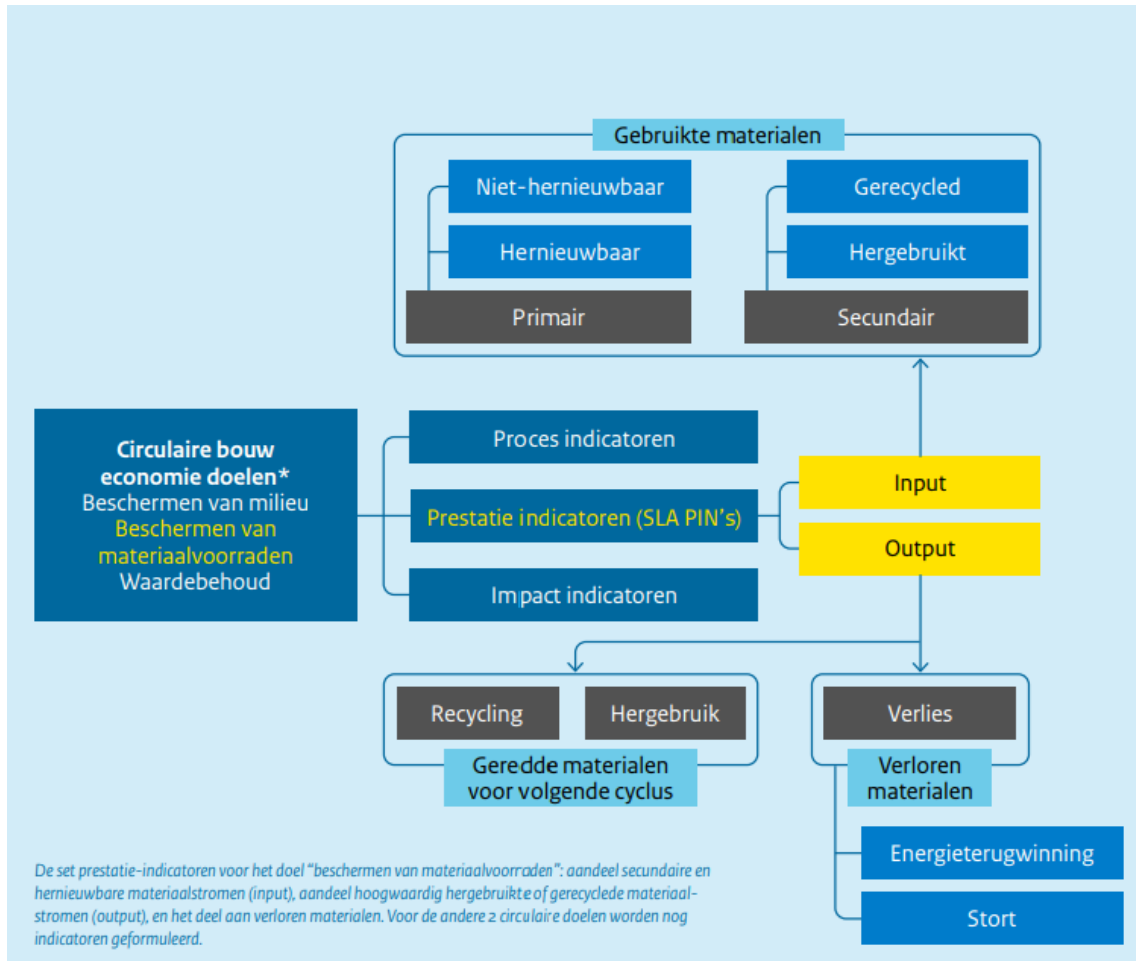 Gebruikte materialen
Niet-hernieuwbaar
Gerecycled
Hernieuwbaar
Hergebruikt
Primair
Secundair
Circulaire bouw
economie doelen*
Beschermen van milieu
Beschermen van
materiaalvoorraden
Waardebehoud
Proces indicatoren
Prestatie indicatoren (SLA PIN's)
Impact indicatoren
Input
Output
Recycling
Hergebruik
Geredde materialen
voor volgende cyclus
Verlies
Verloren
materialen
Energieterugwinning
Stort
De set prestatie-indicatoren voor het doel “beschermen van materiaalvoorraden”: aandeel secundaire en
hernieuwbare materiaalstromen (input), aandeel hoogwaardig hergebruikte of gerecyclede materiaal-
stromen (output), en het deel aan verloren materialen. Voor de andere 2 circulaire doelen worden nog
indicatoren geformuleerd.